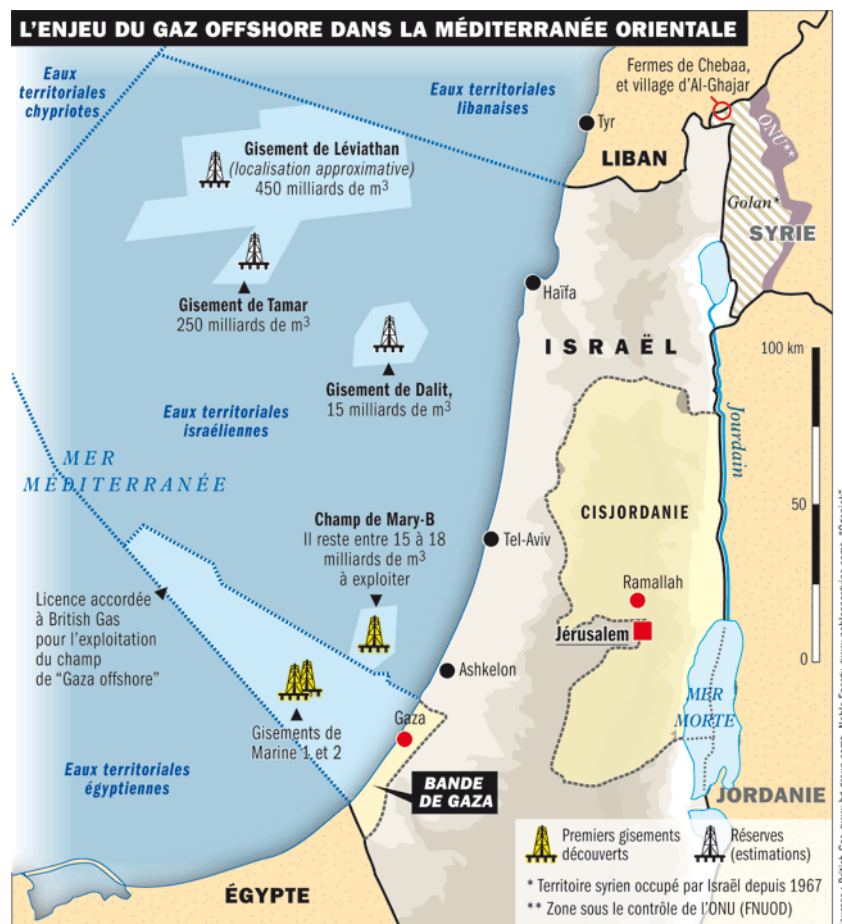 L'ENJEU DU GAZ OFFSHORE DANS LA MÉDITERRANÉE ORIENTALE
Eaux
territoriales
chypriotes
Eaux territoriales
libanaises
Fermes de Chebaa,
et village d'Al-Ghajar
Tyr
LIBAN
ONU**
Golan*
SYRIE
Gisement de Léviathan
(localisation approximative)
450 milliards de m³
Gisement de Tamar
250 milliards de m³
Haïfa
ISRAËL
100 km
Gisement de Dalit,
15 milliards de m³
Eaux territoriales
israéliennes
Jourdain
MER
MÉDITERRANÉE
50
CISJORDANIE
Champ de Mary-B
Il reste entre 15 à 18
milliards de m³
à exploiter
Tel-Aviv
Ramallah
Licence accordée
à British Gas
pour l'exploitation
du champ
de "Gaza offshore"
Jérusalem
0
Ashkelon
MER
MORTE
Gisements de
Marine 1 et 2
Gaza
Eaux territoriales
égyptiennes
BANDE
DE GAZA
JORDANIE
ÉGYPTE
Premiers gisements
découverts
Réserves
(estimations)
* Territoire syrien occupé par Israël depuis 1967
** Zone sous le contrôle de l'ONU (FNUOD)